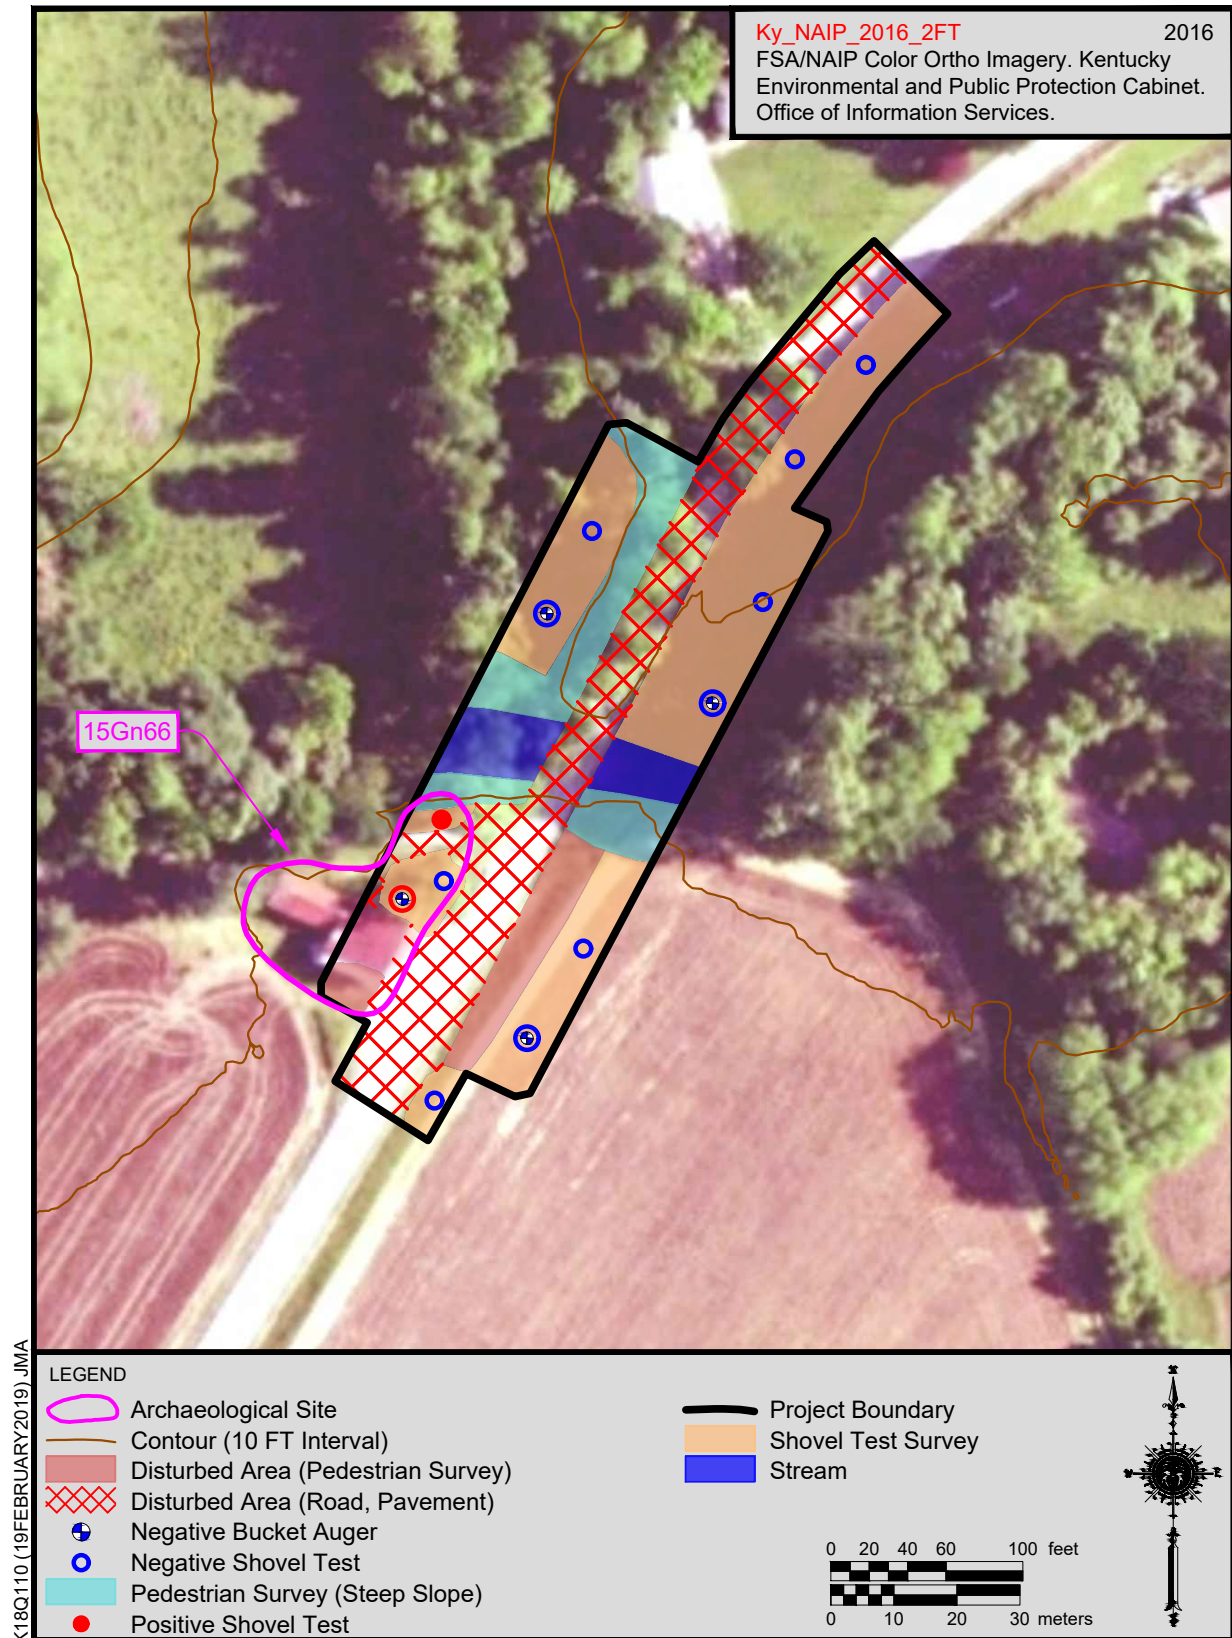 Ky_NAIP_2016_2FT 2016
FSA/NAIP Color Ortho Imagery. Kentucky
Environmental and Public Protection Cabinet.
Office of Information Services.
15Gn66
LEGEND
Archaeological Site
Contour (10 FT Interval)
Disturbed Area (Pedestrian Survey)
Disturbed Area (Road, Pavement)
Negative Bucket Auger
Negative Shovel Test
Pedestrian Survey (Steep Slope)
Positive Shovel Test
Project Boundary
Shovel Test Survey
Stream
0 20 40 60 100 feet
0 10 20 30 meters
K18Q110 (19FEBRUARY2019) JMA